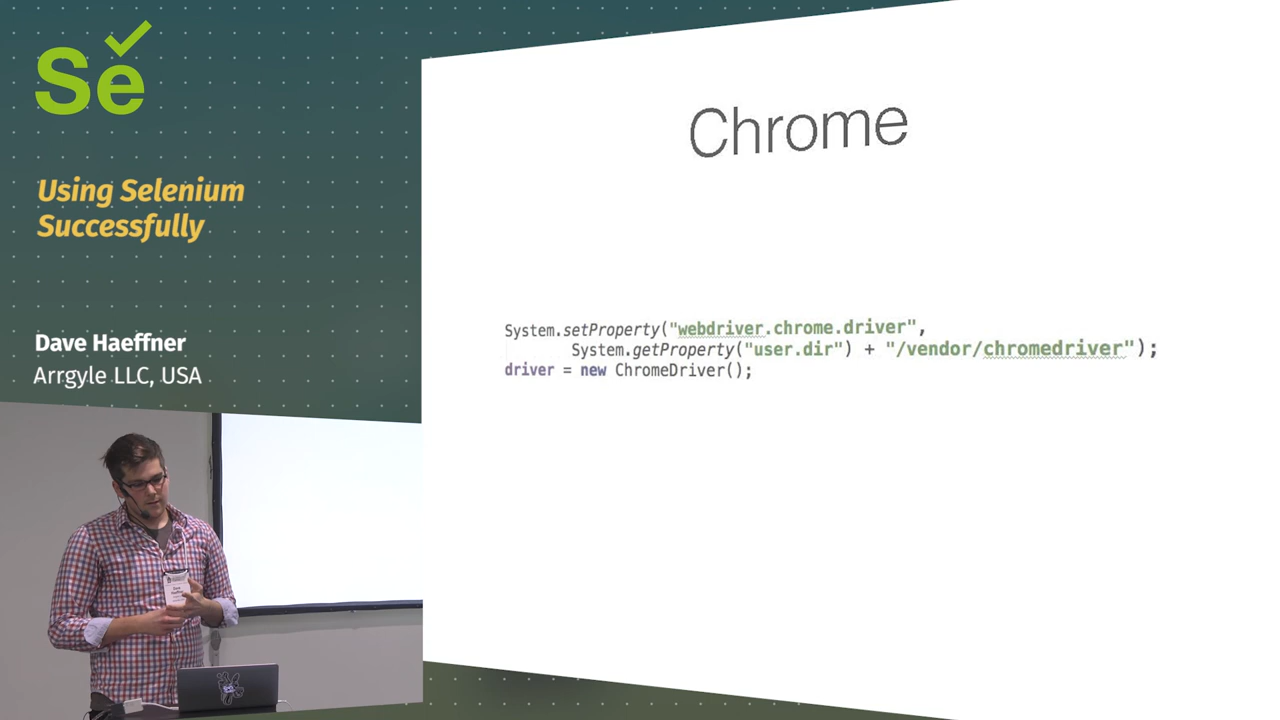 Se
Using Selenium
Successfully
Dave Haeffner
Arrgyle LLC, USA
Chrome
System.setProperty("webdriver.chrome.driver",
System.getProperty("user.dir") + "/vendor/chromedriver");
driver = new ChromeDriver();